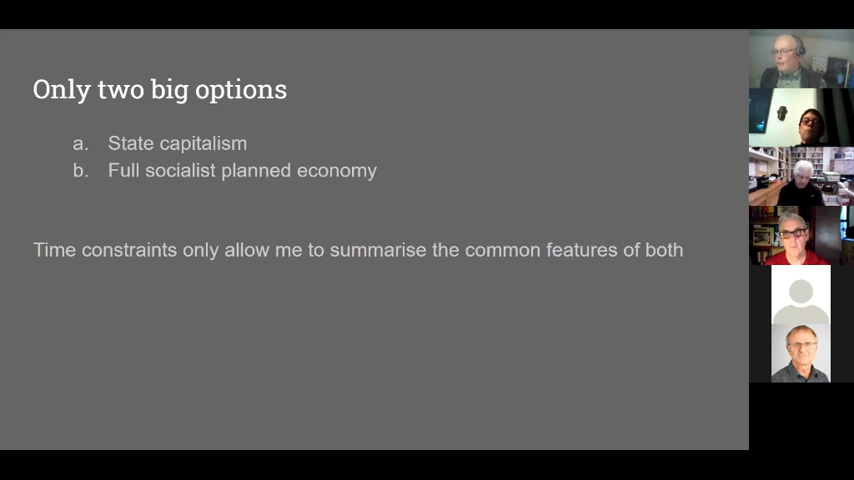 Only two big options
a. State capitalism
b. Full socialist planned economy
Time constraints only allow me to summarise the common features of both